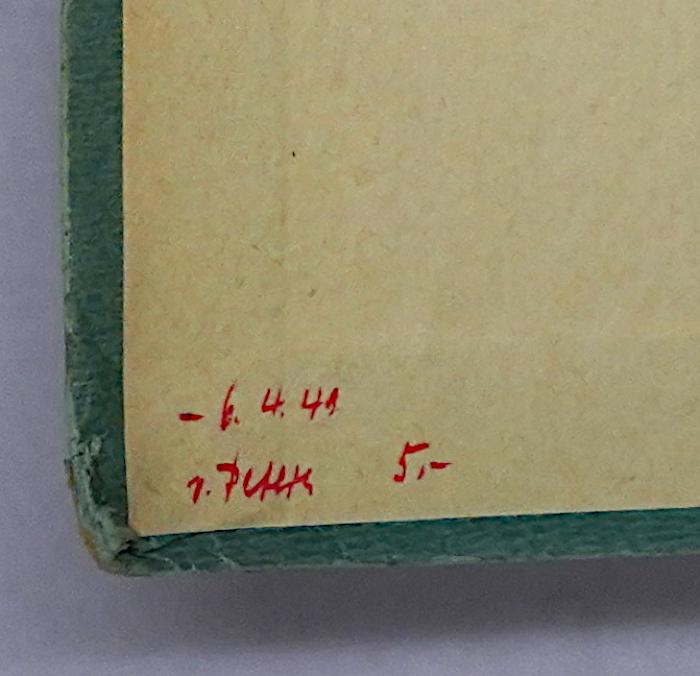 - 6. 4. 41
v. 5,-